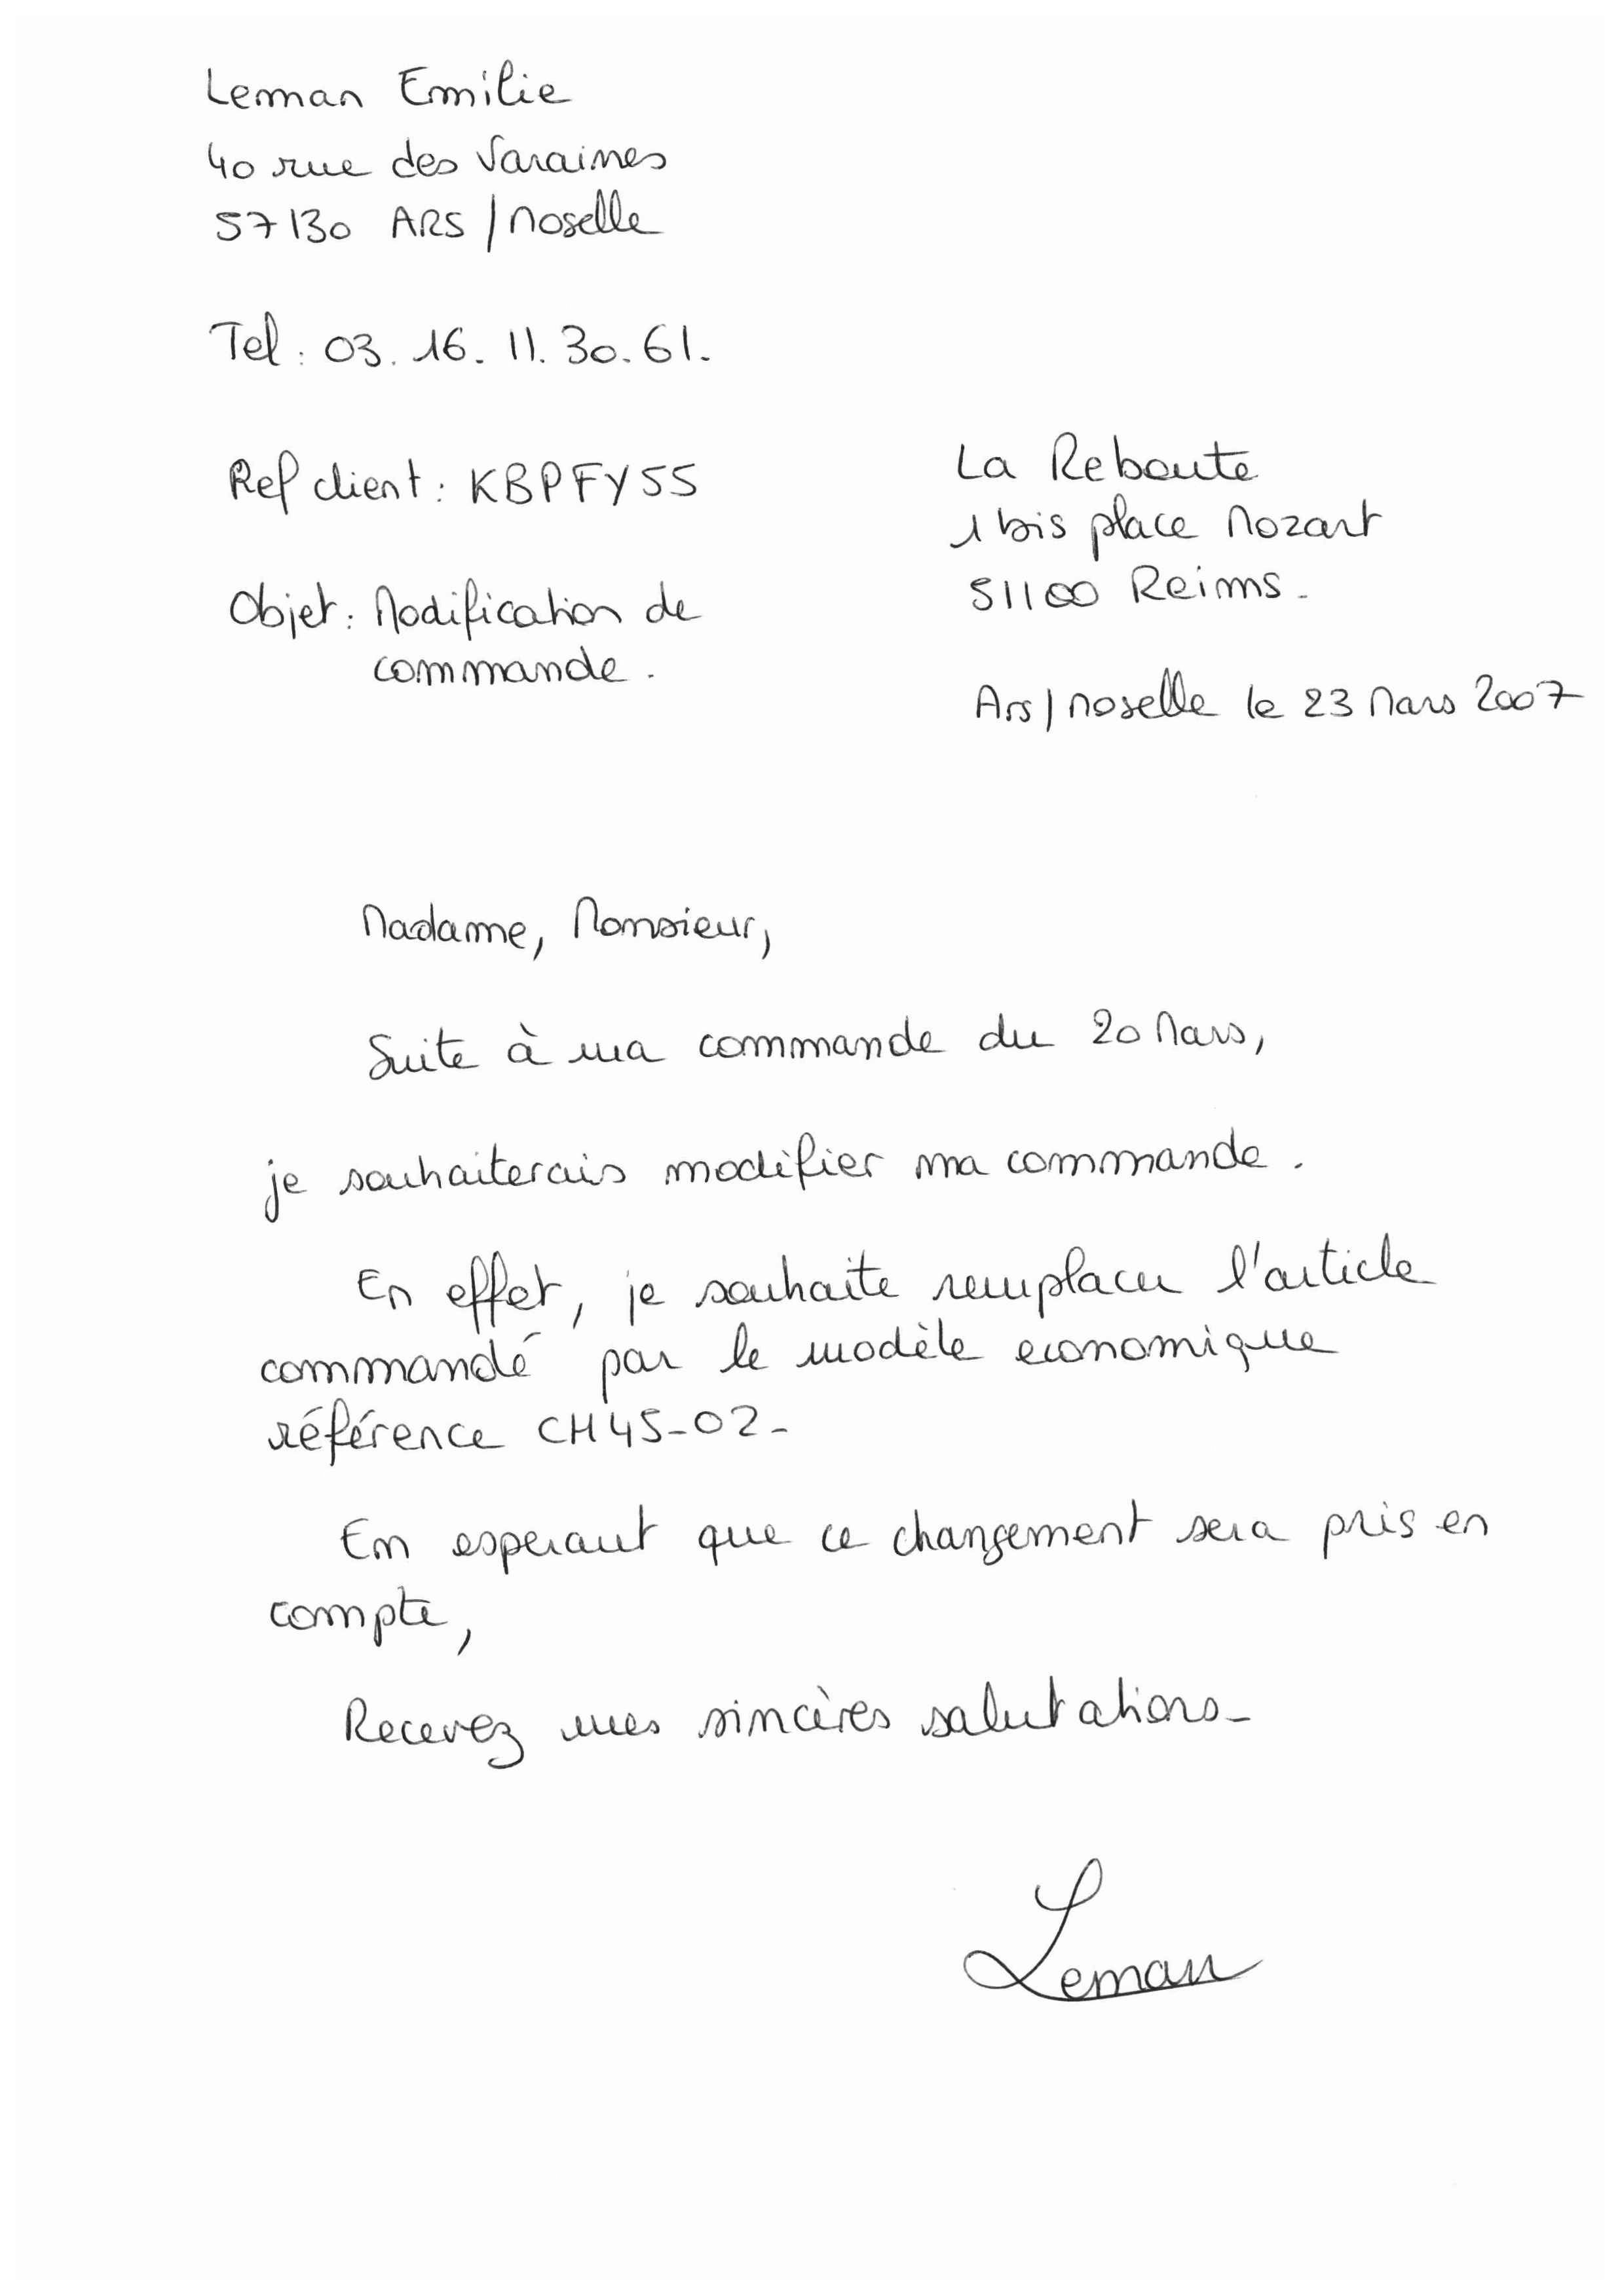 Leman Emilie
40 rue des Varaines
57130 ARS / Moselle
Tel : 03. 16. 11. 30. 61.
Ref client : KBPFY55
Objet : Modification de
commande.
La Reboute
1 bis place Mozart
51100 Reims.
Ars / Moselle le 23 Mars 2007
Madame, Monsieur,
Suite à ma commande du 20 Mars,
je souhaiterais modifier ma commande.
En effet, je souhaite remplacer l'article
commandé par le modèle economique
référence CH45-02-
En esperant que ce changement sera pris en
compte,
Recevez mes sincères salutations-
Leman